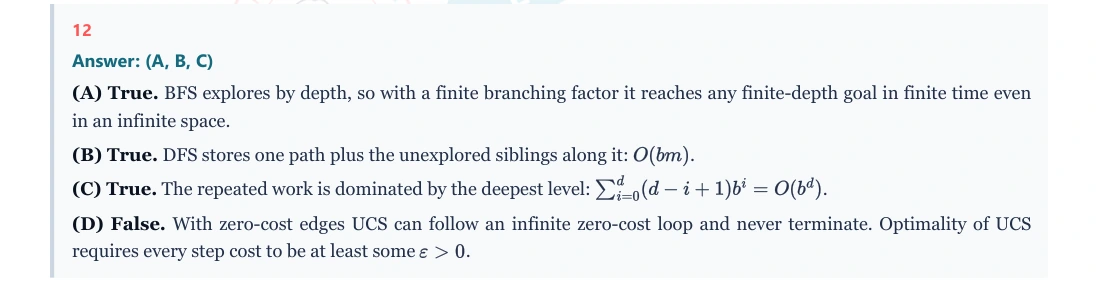 12
Answer: (A, B, C)
(A) True. BFS explores by depth, so with a finite branching factor it reaches any finite-depth goal in finite time even
in an infinite space.
(B) True. DFS stores one path plus the unexplored siblings along it: O(bm).
(C) True. The repeated work is dominated by the deepest level: ∑_{i=0}^{d}(d − i + 1)b^i = O(b^d).
(D) False. With zero-cost edges UCS can follow an infinite zero-cost loop and never terminate. Optimality of UCS
requires every step cost to be at least some ε > 0.